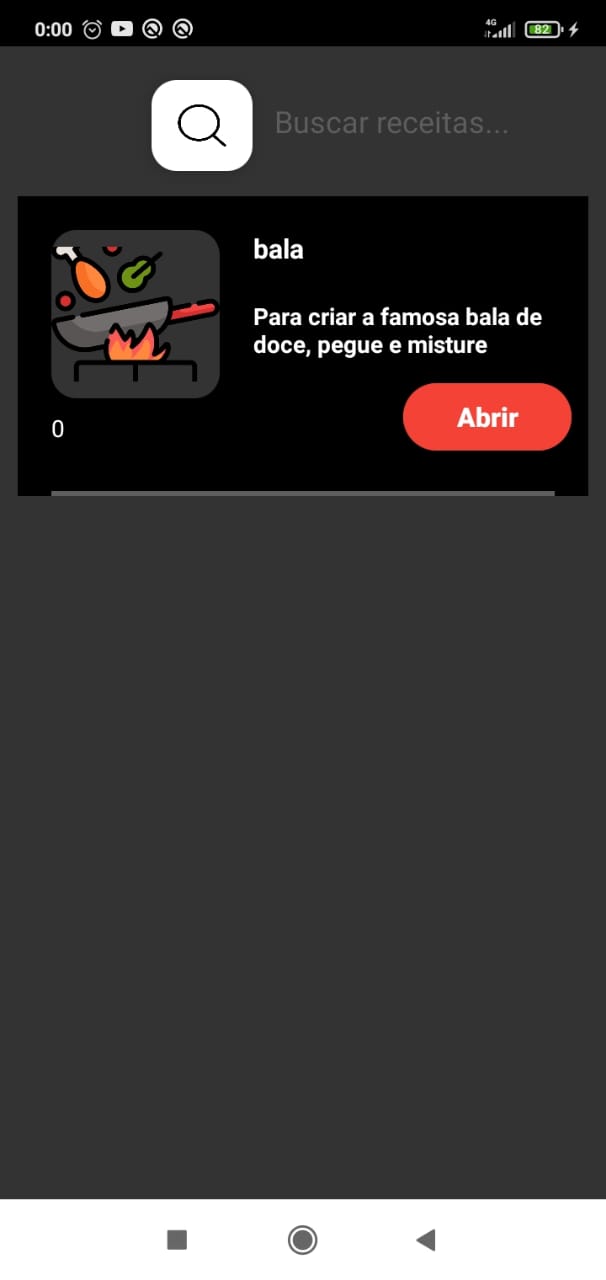 0:00
4G
82
Buscar receitas...
bala
Para criar a famosa bala de
doce, pegue e misture
Abrir
0